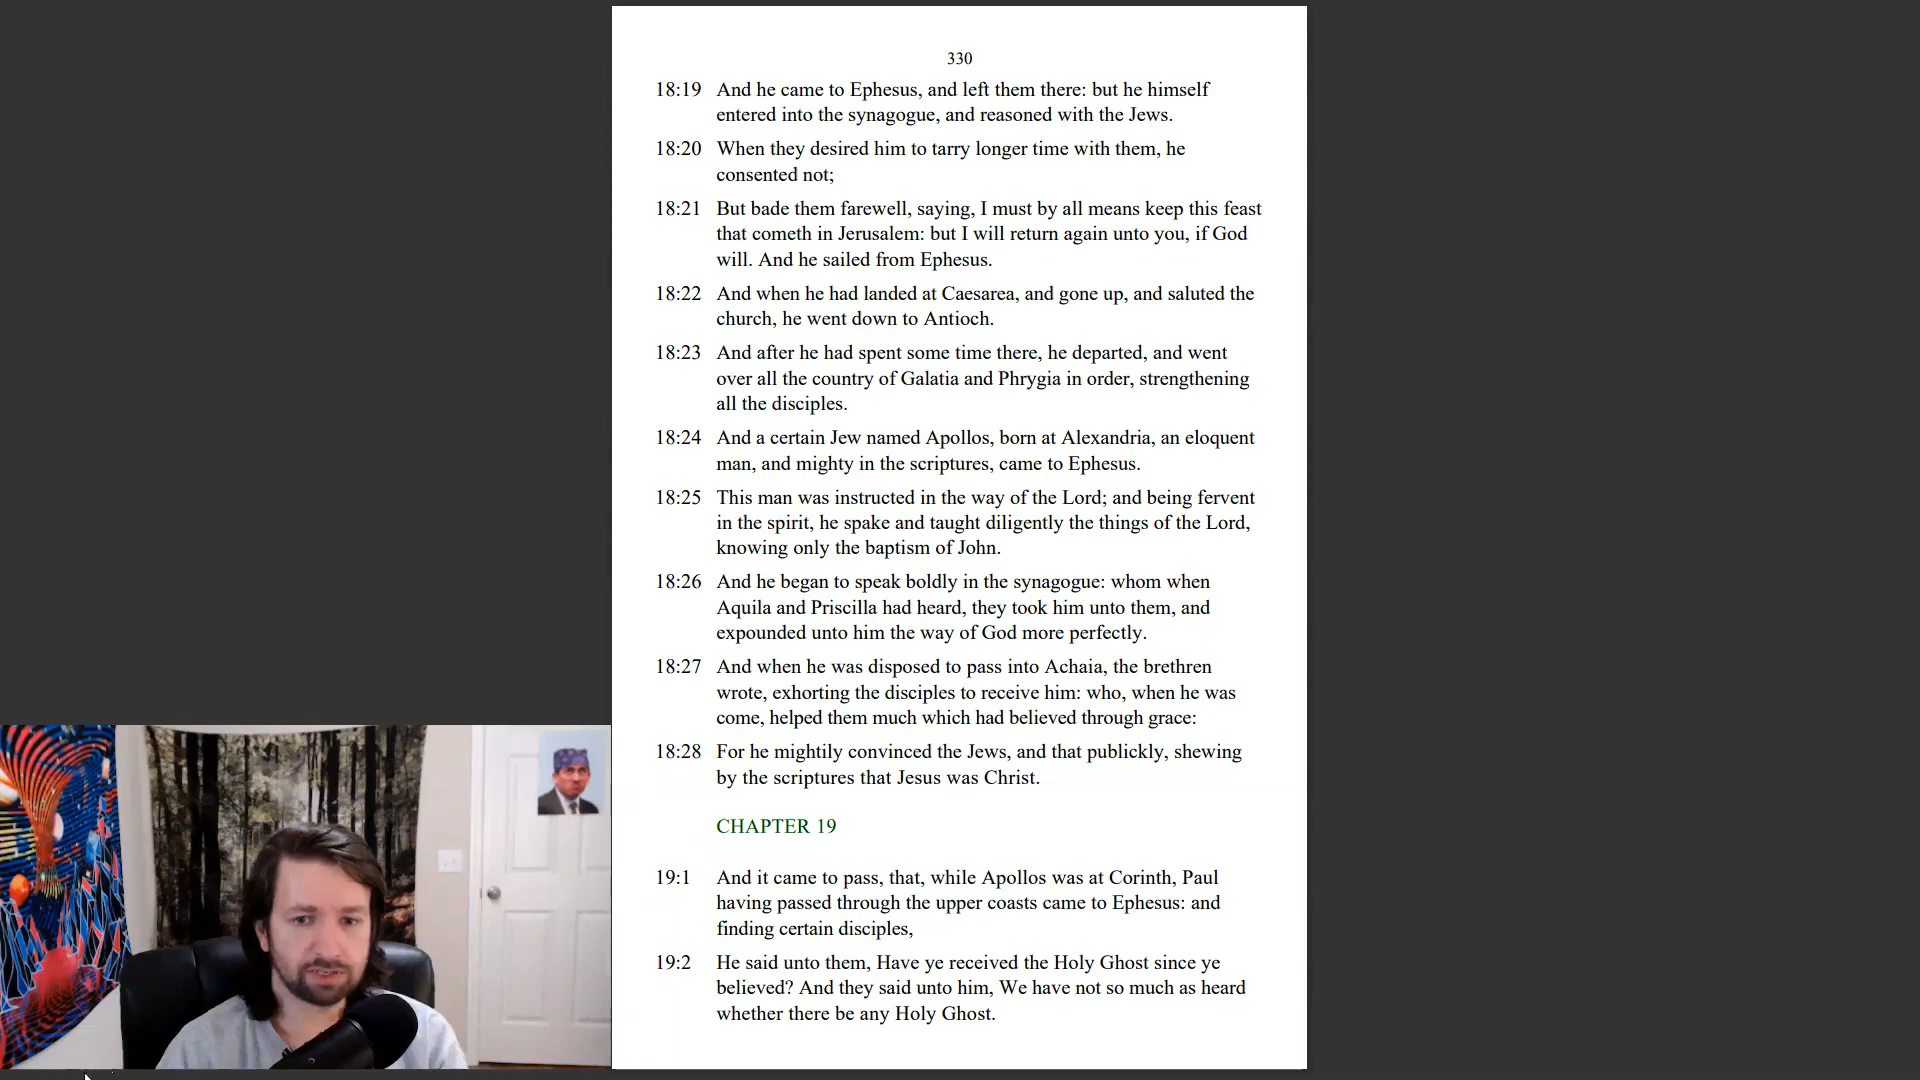 330
18:19 And he came to Ephesus, and left them there: but he himself
entered into the synagogue, and reasoned with the Jews.
18:20 When they desired him to tarry longer time with them, he
consented not;
18:21 But bade them farewell, saying, I must by all means keep this feast
that cometh in Jerusalem: but I will return again unto you, if God
will. And he sailed from Ephesus.
18:22 And when he had landed at Caesarea, and gone up, and saluted the
church, he went down to Antioch.
18:23 And after he had spent some time there, he departed, and went
over all the country of Galatia and Phrygia in order, strengthening
all the disciples.
18:24 And a certain Jew named Apollos, born at Alexandria, an eloquent
man, and mighty in the scriptures, came to Ephesus.
18:25 This man was instructed in the way of the Lord; and being fervent
in the spirit, he spake and taught diligently the things of the Lord,
knowing only the baptism of John.
18:26 And he began to speak boldly in the synagogue: whom when
Aquila and Priscilla had heard, they took him unto them, and
expounded unto him the way of God more perfectly.
18:27 And when he was disposed to pass into Achaia, the brethren
wrote, exhorting the disciples to receive him: who, when he was
come, helped them much which had believed through grace:
18:28 For he mightily convinced the Jews, and that publickly, shewing
by the scriptures that Jesus was Christ.
CHAPTER 19
19:1 And it came to pass, that, while Apollos was at Corinth, Paul
having passed through the upper coasts came to Ephesus: and
finding certain disciples,
19:2 He said unto them, Have ye received the Holy Ghost since ye
believed? And they said unto him, We have not so much as heard
whether there be any Holy Ghost.